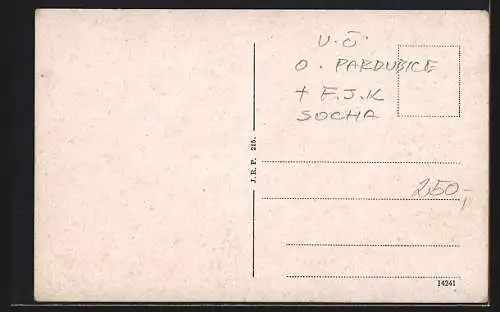 V. Č.
O. PARDUBICE
+ F.J.K
SOCHA
J. R. P. 215.
250,-
14241